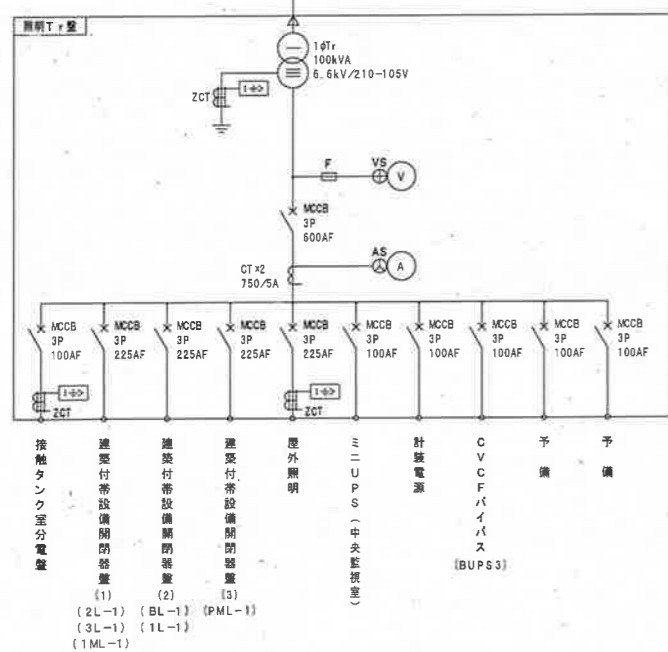 照明Tr盤
1φTr
100kVA
6.6kV/210-105V
ZCT
I⏚>
F
VS
V
MCCB
3P
600AF
CT×2
750/5A
AS
A
MCCB
3P
100AF
MCCB
3P
225AF
MCCB
3P
225AF
MCCB
3P
225AF
MCCB
3P
225AF
MCCB
3P
100AF
MCCB
3P
100AF
MCCB
3P
100AF
MCCB
3P
100AF
MCCB
3P
100AF
I⏚>
ZCT
I⏚>
ZCT
接触タンク室分電盤
建築付帯設備開閉器盤
(1)
(2L-1)
(3L-1)
(1ML-1)
建築付帯設備開閉器盤
(2)
(BL-1)
(1L-1)
建築付帯設備開閉器盤
(3)
(PML-1)
屋外照明
ミニUPS(中央監視室)
計装電源
CVCFバイパス
(BUPS3)
予備
予備